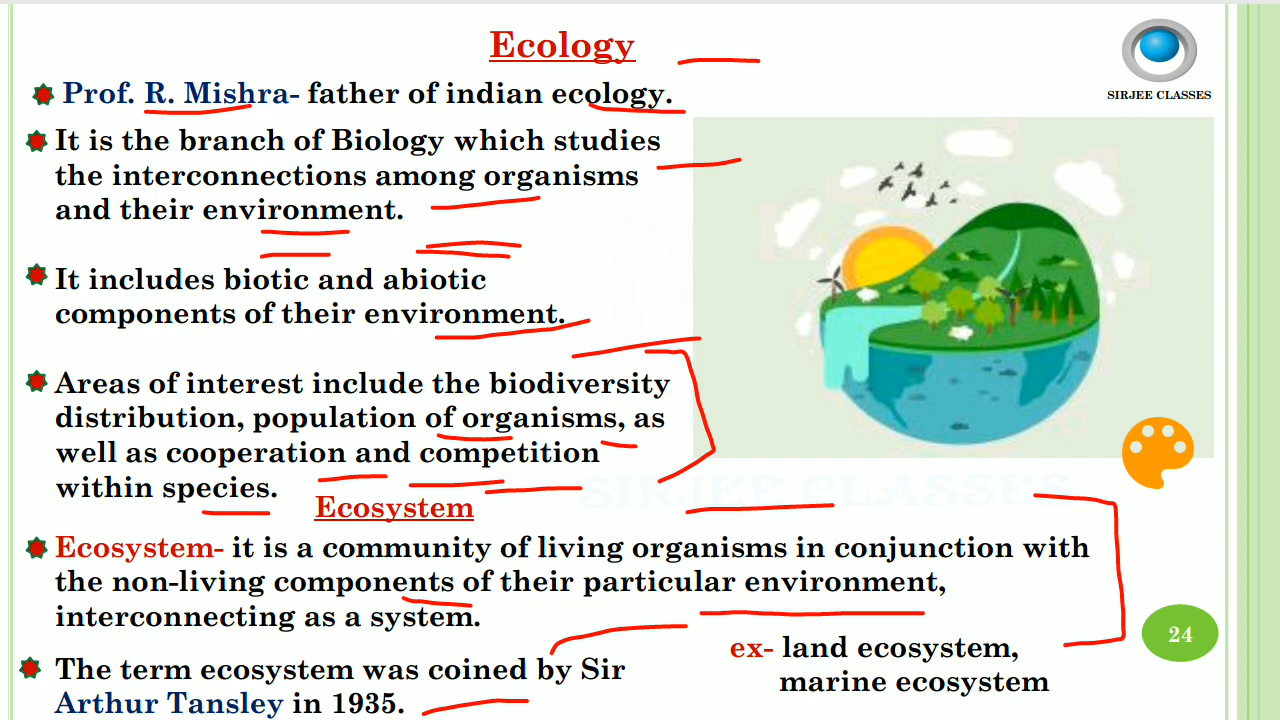 Ecology
SIRJEE CLASSES
Prof. R. Mishra- father of indian ecology.
It is the branch of Biology which studies
the interconnections among organisms
and their environment.
It includes biotic and abiotic
components of their environment.
Areas of interest include the biodiversity
distribution, population of organisms, as
well as cooperation and competition
within species.
SIRJEE CLASSES
Ecosystem
Ecosystem- it is a community of living organisms in conjunction with
the non-living components of their particular environment,
interconnecting as a system.
24
ex- land ecosystem,
marine ecosystem
The term ecosystem was coined by Sir
Arthur Tansley in 1935.